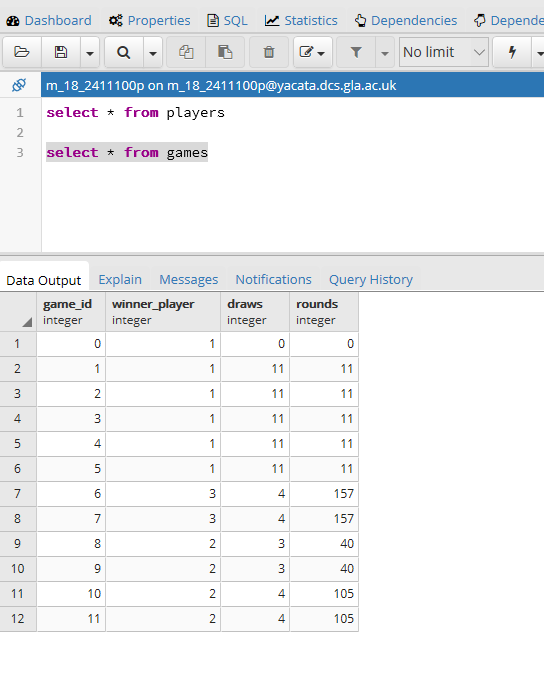 Dashboard Properties SQL Statistics Dependencies Depende
No limit
m_18_2411100p on m_18_2411100p@yacata.dcs.gla.ac.uk
1 select * from players
2
3 select * from games
Data Output Explain Messages Notifications Query History
game_id winner_player draws rounds
integer integer integer integer
1 0 1 0 0
2 1 1 11 11
3 2 1 11 11
4 3 1 11 11
5 4 1 11 11
6 5 1 11 11
7 6 3 4 157
8 7 3 4 157
9 8 2 3 40
10 9 2 3 40
11 10 2 4 105
12 11 2 4 105